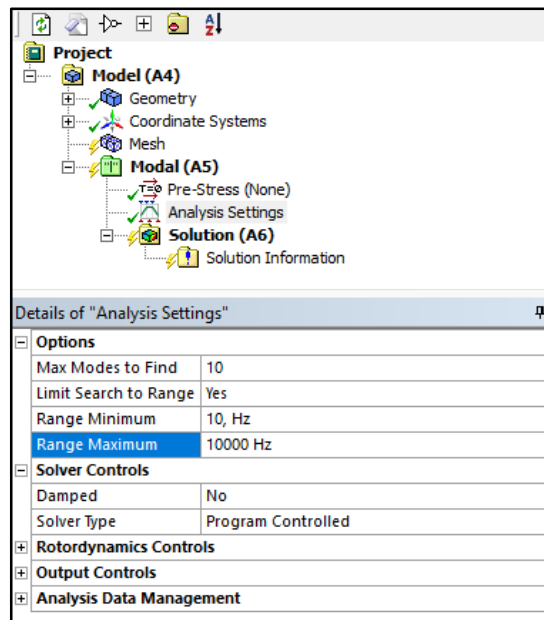 Project
Model (A4)
Geometry
Coordinate Systems
Mesh
Modal (A5)
T=0 Pre-Stress (None)
Analysis Settings
Solution (A6)
Solution Information
Details of "Analysis Settings"
Options
Max Modes to Find 10
Limit Search to Range Yes
Range Minimum 10, Hz
Range Maximum 10000 Hz
Solver Controls
Damped No
Solver Type Program Controlled
Rotordynamics Controls
Output Controls
Analysis Data Management